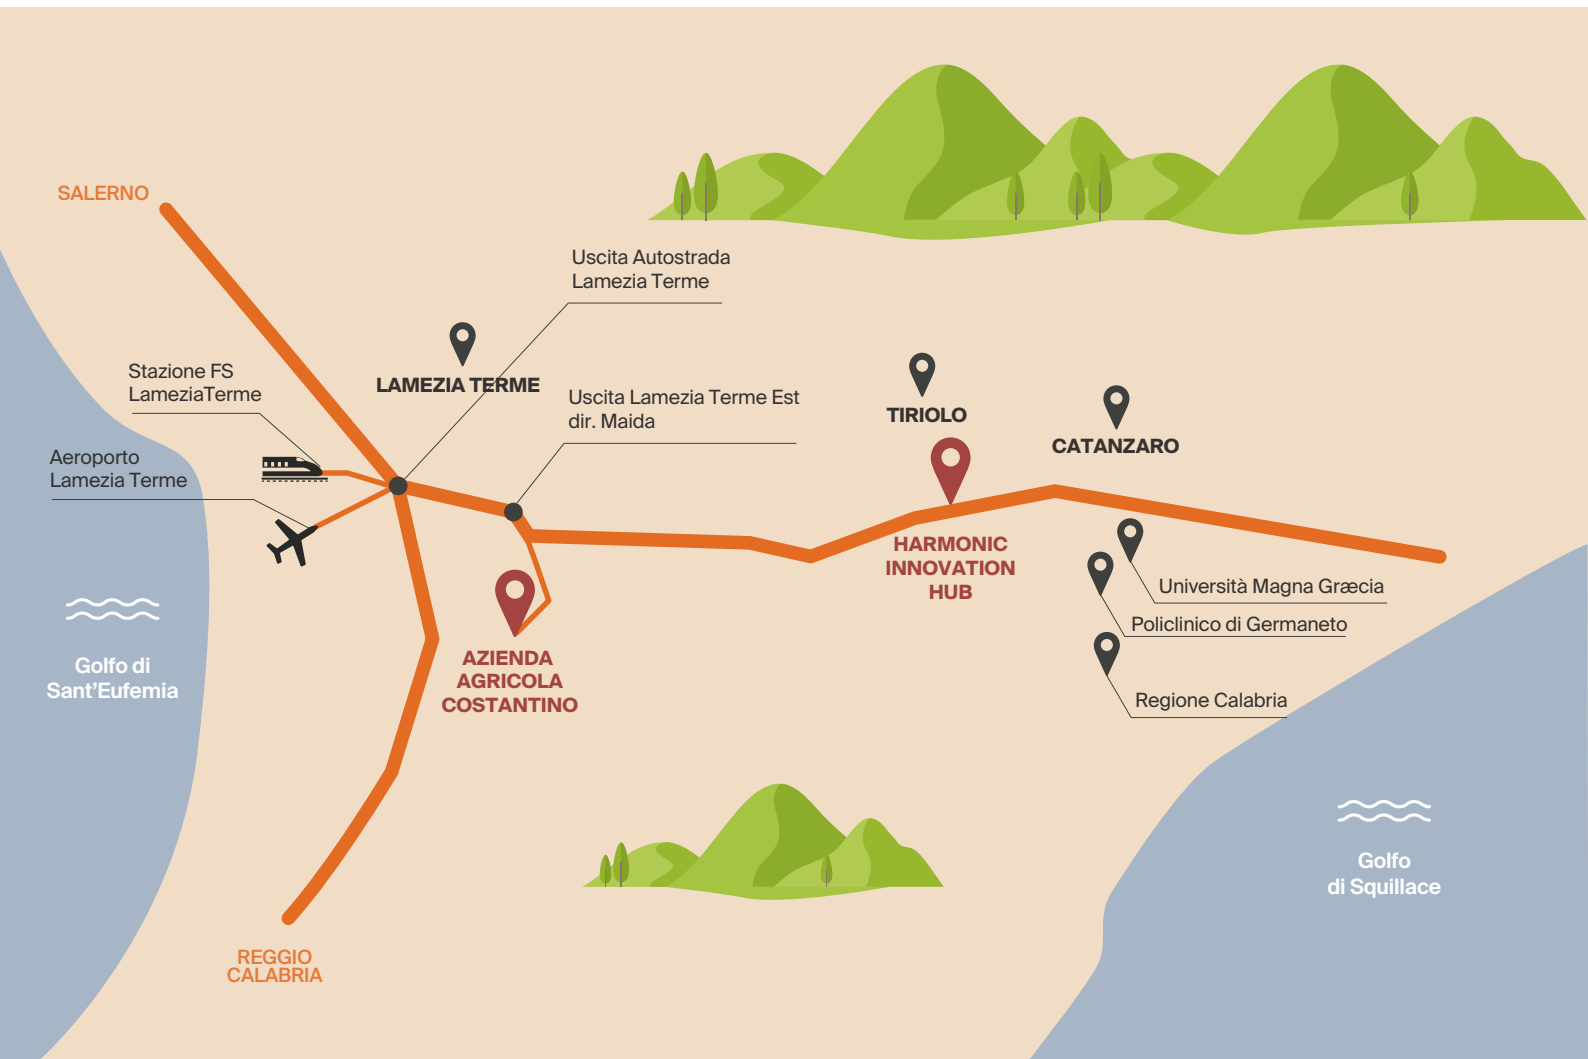 SALERNO
Uscita Autostrada
Lamezia Terme
Stazione FS
LameziaTerme
LAMEZIA TERME
Uscita Lamezia Terme Est
dir. Maida
TIRIOLO
CATANZARO
Aeroporto
Lamezia Terme
HARMONIC
INNOVATION
HUB
Università Magna Græcia
Policlinico di Germaneto
Regione Calabria
Golfo di
Sant'Eufemia
AZIENDA
AGRICOLA
COSTANTINO
Golfo
di Squillace
REGGIO
CALABRIA